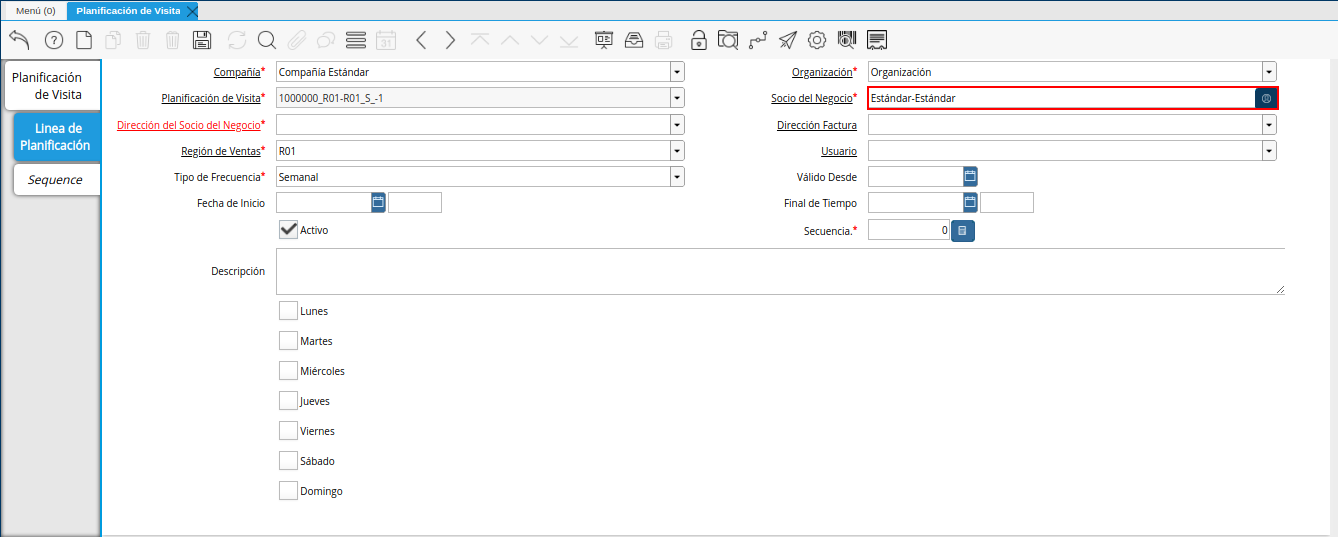 Menú (0)
Planificación de Visita
31
Planificación
de Visita
Linea de
Planificación
Sequence
Compañía* Compañía Estándar
Organización* Organización
Planificación de Visita* 1000000_R01-R01_S_-1
Socio del Negocio* Estándar-Estándar
Dirección del Socio del Negocio*
Dirección Factura
Región de Ventas* R01
Usuario
Tipo de Frecuencia* Semanal
Válido Desde
Fecha de Inicio
Final de Tiempo
Activo
Secuencia.* 0
Descripción
Lunes
Martes
Miércoles
Jueves
Viernes
Sábado
Domingo